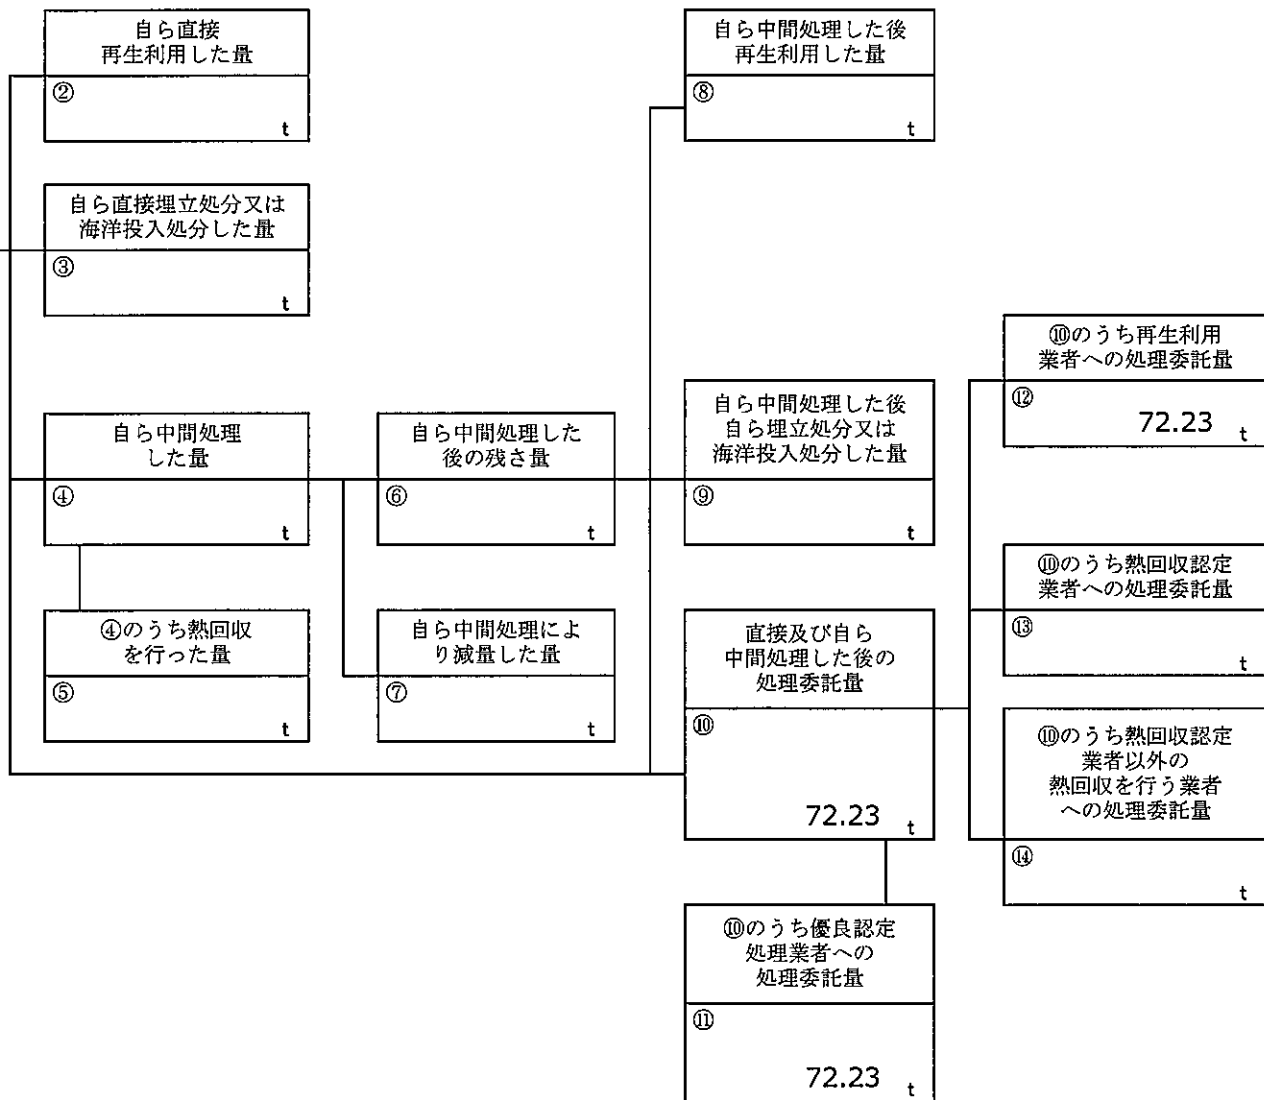 自ら直接
再生利用した量
②
t
自ら中間処理した後
再生利用した量
⑧
t
自ら直接埋立処分又は
海洋投入処分した量
③
t
⑩のうち再生利用
業者への処理委託量
⑫
72.23 t
自ら中間処理
した量
④
t
自ら中間処理した
後の残さ量
⑥
t
自ら中間処理した後
自ら埋立処分又は
海洋投入処分した量
⑨
t
⑩のうち熱回収認定
業者への処理委託量
⑬
t
④のうち熱回収
を行った量
⑤
t
自ら中間処理によ
り減量した量
⑦
t
直接及び自ら
中間処理した後の
処理委託量
⑩
72.23 t
⑩のうち熱回収認定
業者以外の
熱回収を行う業者
への処理委託量
⑭
t
⑩のうち優良認定
処理業者への
処理委託量
⑪
72.23 t